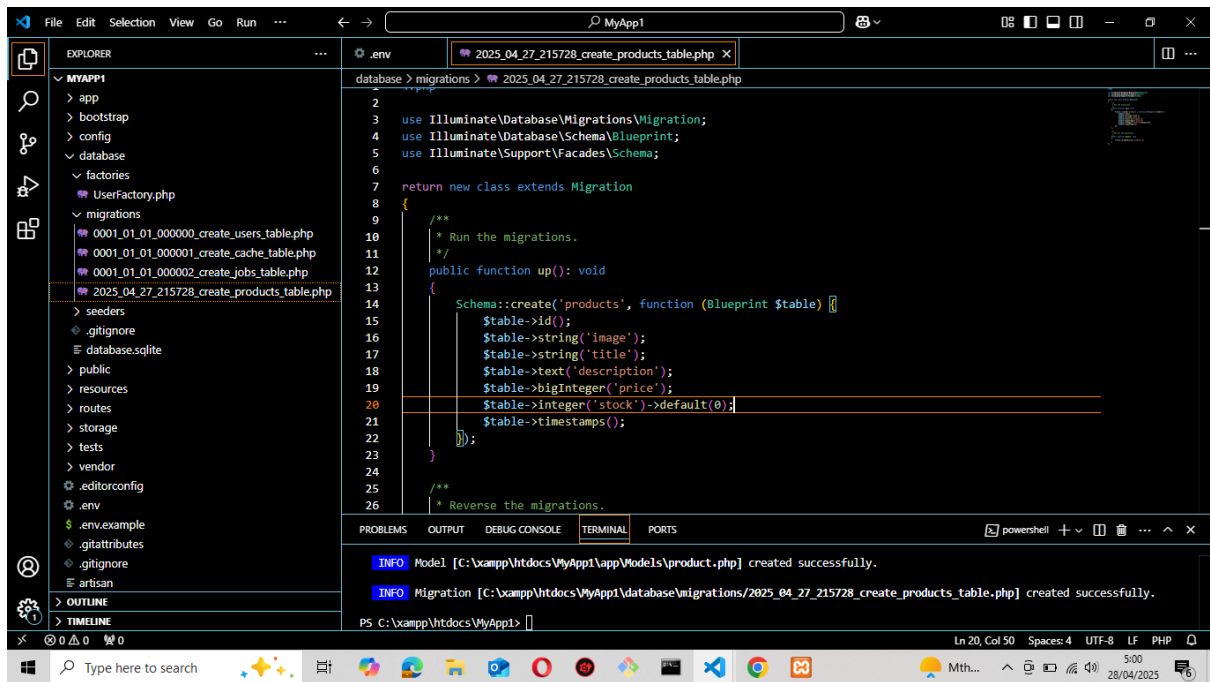 File Edit Selection View Go Run ···
MyApp1
EXPLORER ···
MYAPP1
app
bootstrap
config
database
factories
UserFactory.php
migrations
0001_01_01_000000_create_users_table.php
0001_01_01_000001_create_cache_table.php
0001_01_01_000002_create_jobs_table.php
2025_04_27_215728_create_products_table.php
seeders
.gitignore
database.sqlite
public
resources
routes
storage
tests
vendor
.editorconfig
.env
.env.example
.gitattributes
.gitignore
artisan
OUTLINE
TIMELINE
.env 2025_04_27_215728_create_products_table.php
database > migrations > 2025_04_27_215728_create_products_table.php
1 <?php
2
3 use Illuminate\Database\Migrations\Migration;
4 use Illuminate\Database\Schema\Blueprint;
5 use Illuminate\Support\Facades\Schema;
6
7 return new class extends Migration
8 {
9 /**
10 * Run the migrations.
11 */
12 public function up(): void
13 {
14 Schema::create('products', function (Blueprint $table) {
15 $table->id();
16 $table->string('image');
17 $table->string('title');
18 $table->text('description');
19 $table->bigInteger('price');
20 $table->integer('stock')->default(0);
21 $table->timestamps();
22 });
23 }
24
25 /**
26 * Reverse the migrations.
PROBLEMS OUTPUT DEBUG CONSOLE TERMINAL PORTS
powershell
INFO Model [C:\xampp\htdocs\MyApp1\app\Models\product.php] created successfully.
INFO Migration [C:\xampp\htdocs\MyApp1\database\migrations/2025_04_27_215728_create_products_table.php] created successfully.
PS C:\xampp\htdocs\MyApp1>
1
0 0 0
Ln 20, Col 50 Spaces: 4 UTF-8 LF PHP
Type here to search
Mth...
5:00
28/04/2025
6